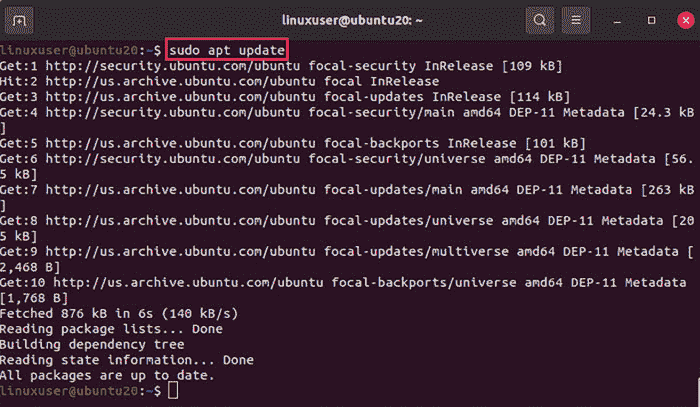 linuxuser@ubuntu20: ~
linuxuser@ubuntu20:~$ sudo apt update
Get:1 http://security.ubuntu.com/ubuntu focal-security InRelease [109 kB]
Hit:2 http://us.archive.ubuntu.com/ubuntu focal InRelease
Get:3 http://us.archive.ubuntu.com/ubuntu focal-updates InRelease [114 kB]
Get:4 http://security.ubuntu.com/ubuntu focal-security/main amd64 DEP-11 Metadata [24.3 kB
]
Get:5 http://us.archive.ubuntu.com/ubuntu focal-backports InRelease [101 kB]
Get:6 http://security.ubuntu.com/ubuntu focal-security/universe amd64 DEP-11 Metadata [56.
5 kB]
Get:7 http://us.archive.ubuntu.com/ubuntu focal-updates/main amd64 DEP-11 Metadata [263 kB
]
Get:8 http://us.archive.ubuntu.com/ubuntu focal-updates/universe amd64 DEP-11 Metadata [20
5 kB]
Get:9 http://us.archive.ubuntu.com/ubuntu focal-updates/multiverse amd64 DEP-11 Metadata [
2,468 B]
Get:10 http://us.archive.ubuntu.com/ubuntu focal-backports/universe amd64 DEP-11 Metadata
[1,768 B]
Fetched 876 kB in 6s (140 kB/s)
Reading package lists... Done
Building dependency tree
Reading state information... Done
All packages are up to date.
linuxuser@ubuntu20:~$